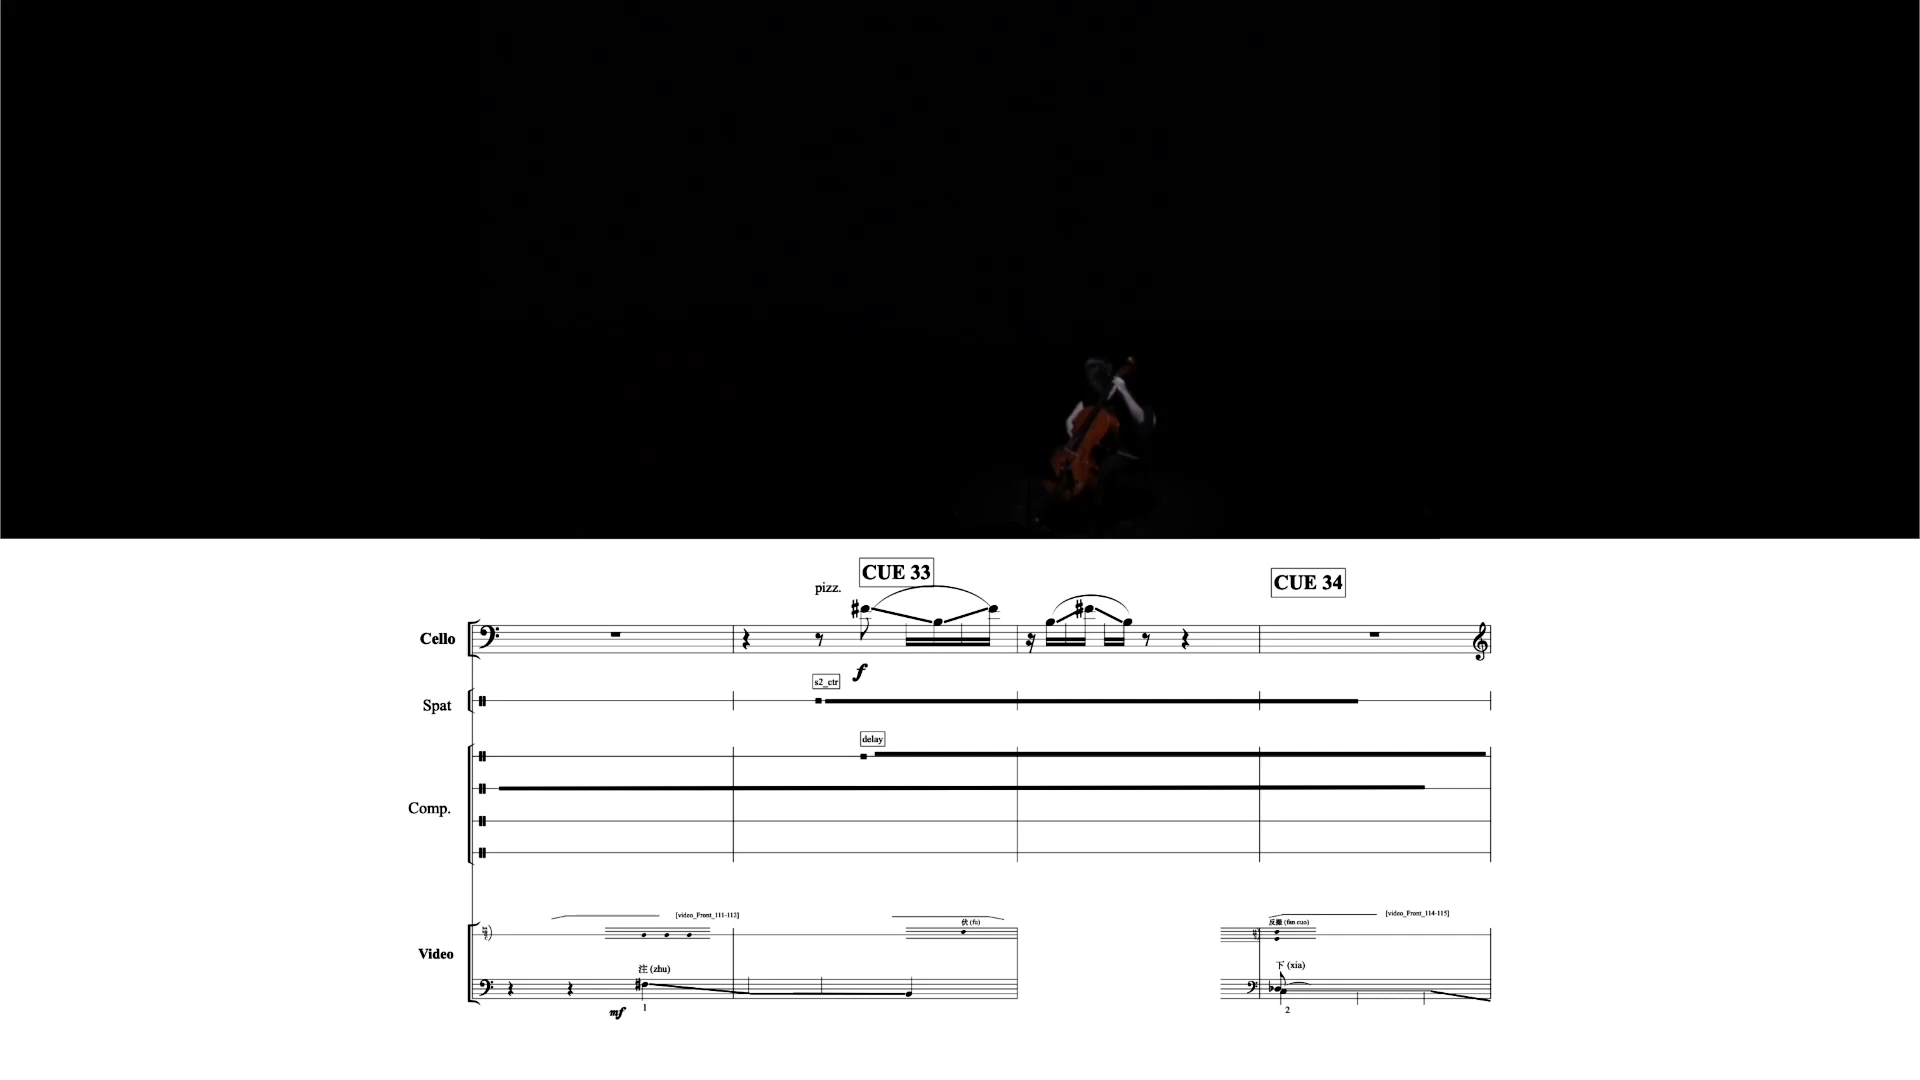 CUE 33
CUE 34
pizz.
Cello
f
s2_ctr
Spat
delay
Comp.
[video_Front_111-112]
伏 (fu)
[video_Front_114-115]
反撮 (fan cuo)
Video
注 (zhu)
下 (xia)
mf
1
2